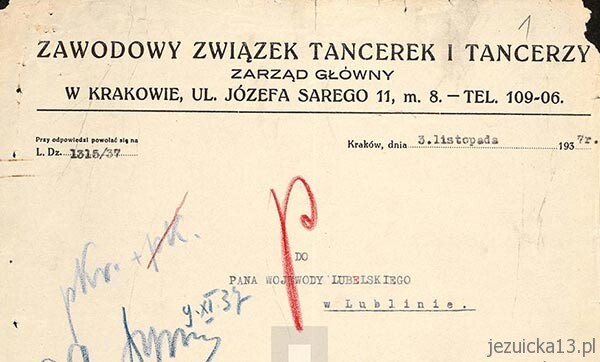 1
ZAWODOWY ZWIĄZEK TANCEREK I TANCERZY
ZARZĄD GŁÓWNY
W KRAKOWIE, UL. JÓZEFA SAREGO 11, m. 8. — TEL. 109-06.
Przy odpowiedzi powołać się na
L. Dz. 1315/37
Kraków, dnia 3.listopada 1937r.
p
DO
PANA WOJEWODY LUBELSKIEGO
w Lublinie.
9.XI.37
jezuicka13.pl